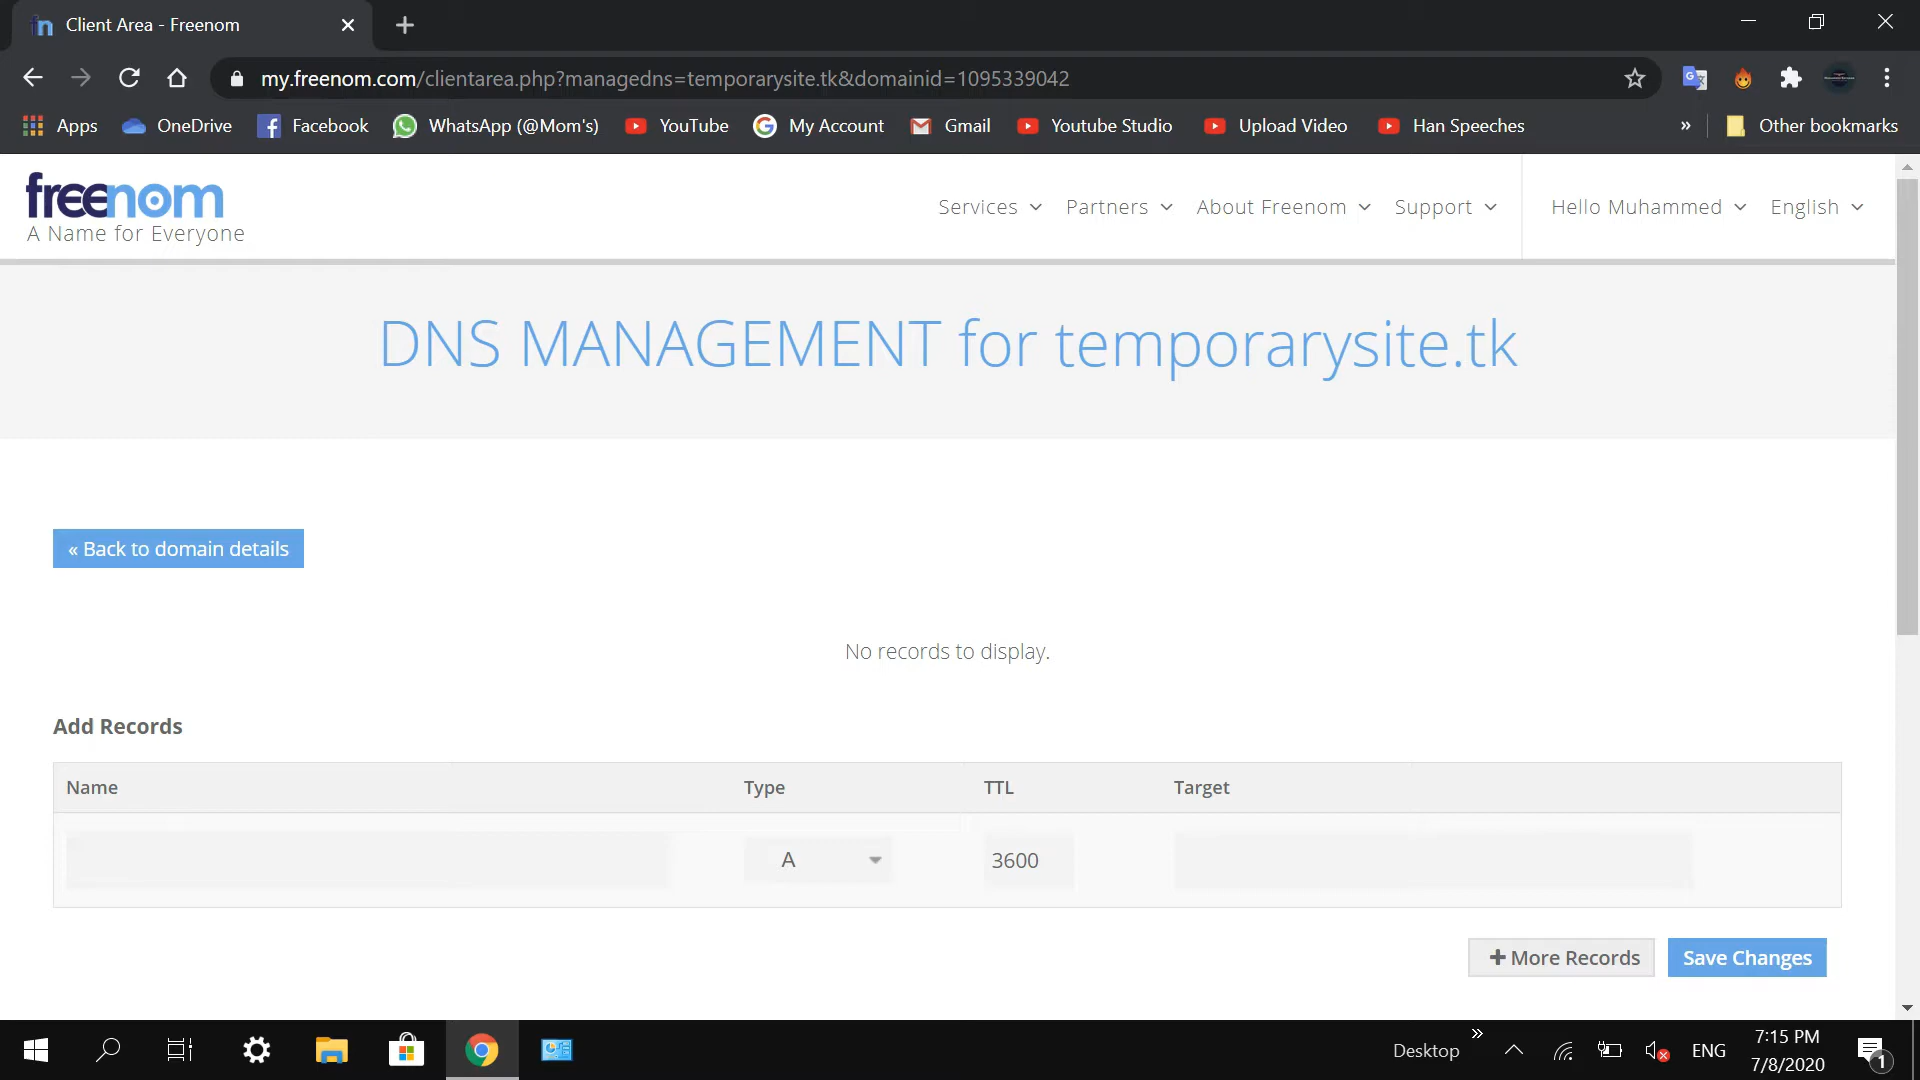 Client Area - Freenom
my.freenom.com/clientarea.php?managedns=temporarysite.tk&domainid=1095339042
Apps OneDrive Facebook WhatsApp (@Mom's) YouTube My Account Gmail Youtube Studio Upload Video Han Speeches » Other bookmarks
freenom
A Name for Everyone
Services Partners About Freenom Support Hello Muhammed English
DNS MANAGEMENT for temporarysite.tk
« Back to domain details
No records to display.
Add Records
Name Type TTL Target
A 3600
+ More Records Save Changes
Desktop » ENG 7:15 PM
7/8/2020 1